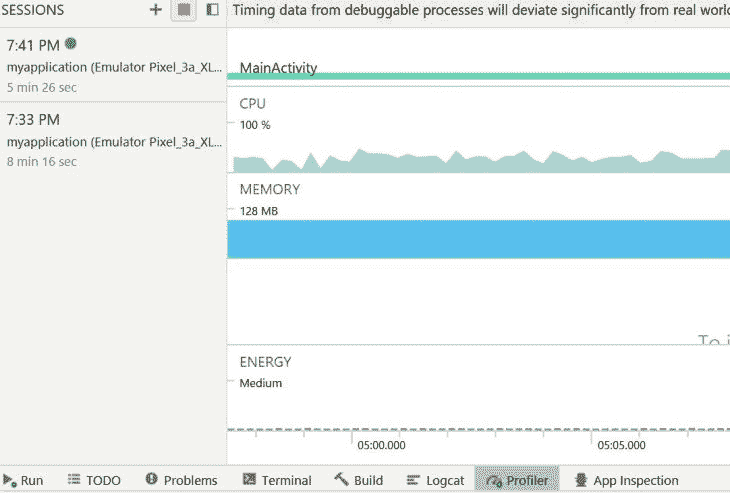 SESSIONS
Timing data from debuggable processes will deviate significantly from real
7:41 PM
myapplication (Emulator Pixel_3a_XL...
5 min 26 sec
7:33 PM
myapplication (Emulator Pixel_3a_XL...
8 min 16 sec
MainActivity
CPU
100 %
MEMORY
128 MB
ENERGY
Medium
05:00.000 05:05.000
Run TODO Problems Terminal Build Logcat Profiler App Inspection